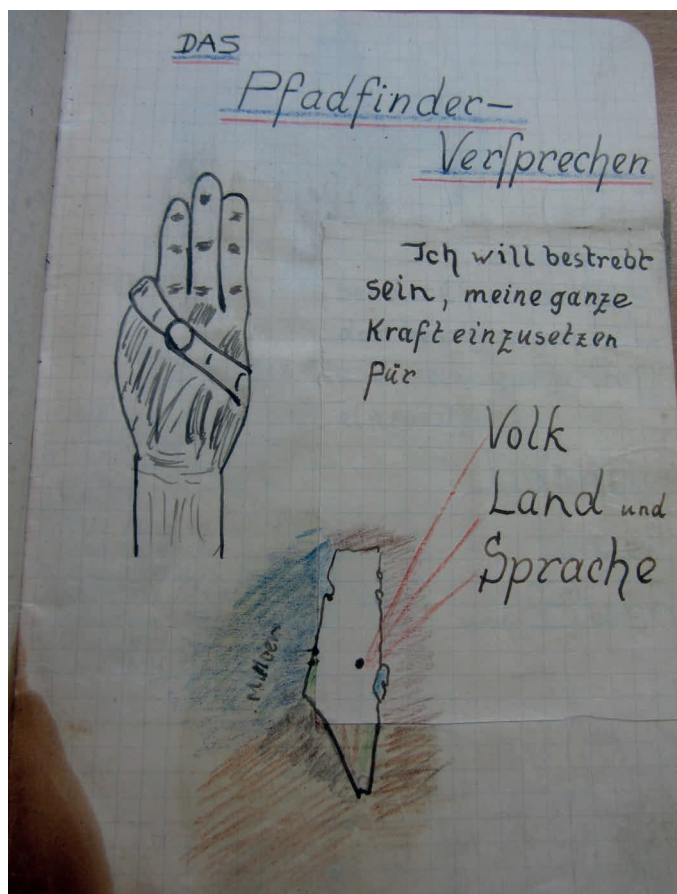 DAS
Pfadfinder-
Verſprechen
Ich will bestrebt
sein, meine ganze
Kraft einzusetzen
für
Volk
Land und
Sprache